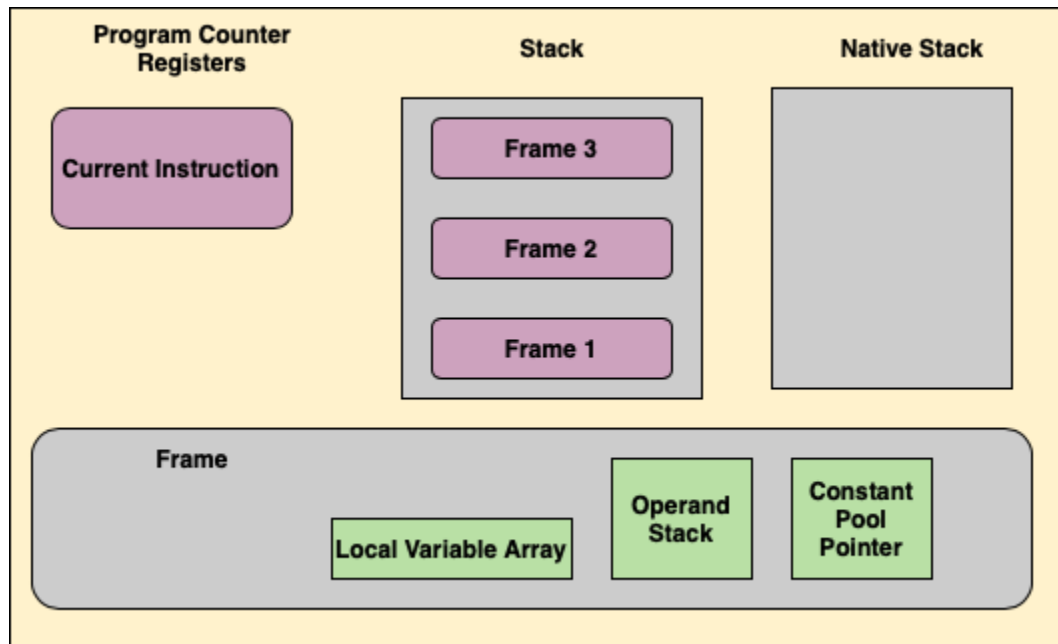 Program Counter
Registers
Stack
Native Stack
Current Instruction
Frame 3
Frame 2
Frame 1
Frame
Local Variable Array
Operand
Stack
Constant
Pool
Pointer